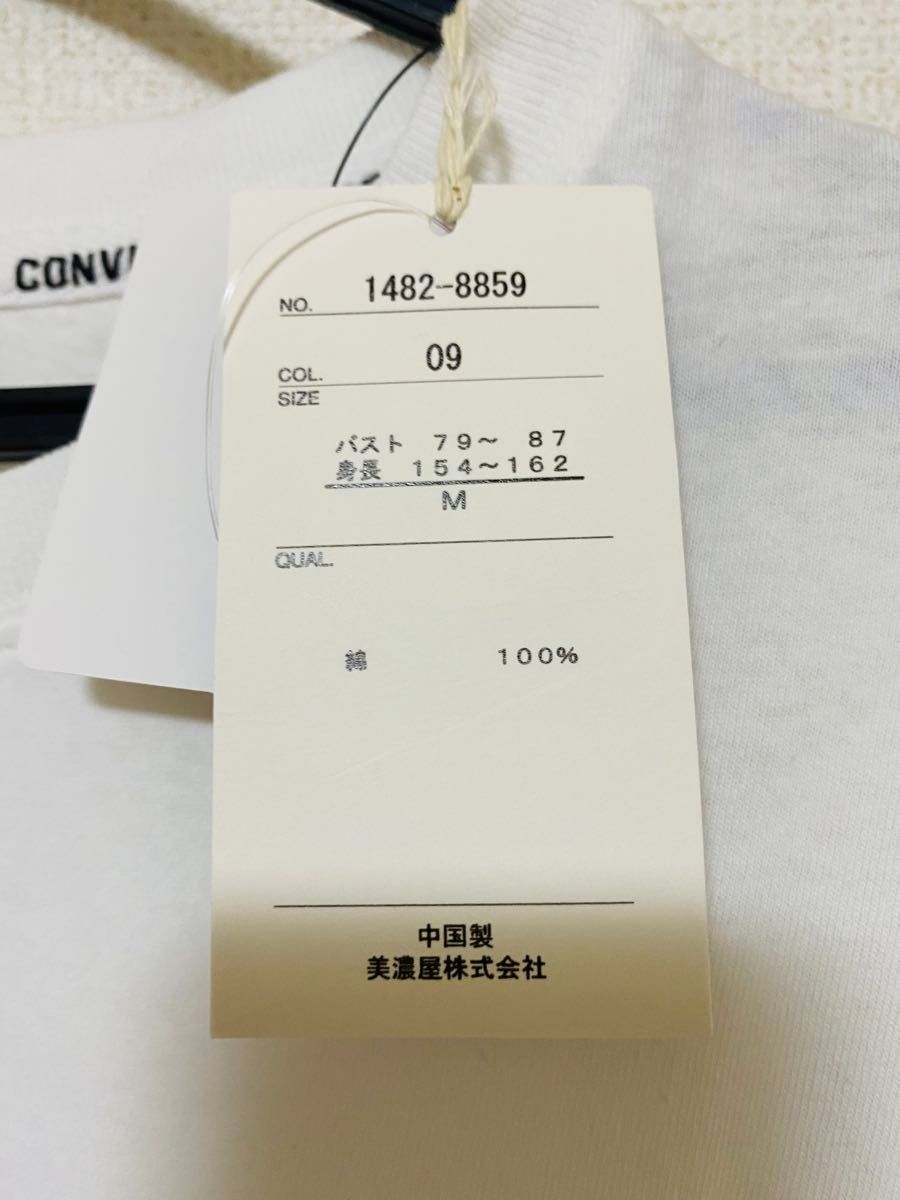 NO. 1482-8859
COL. 09
SIZE
バスト 79～ 87
身長 154～162
M
QUAL.
綿 100%
中国製
美濃屋株式会社